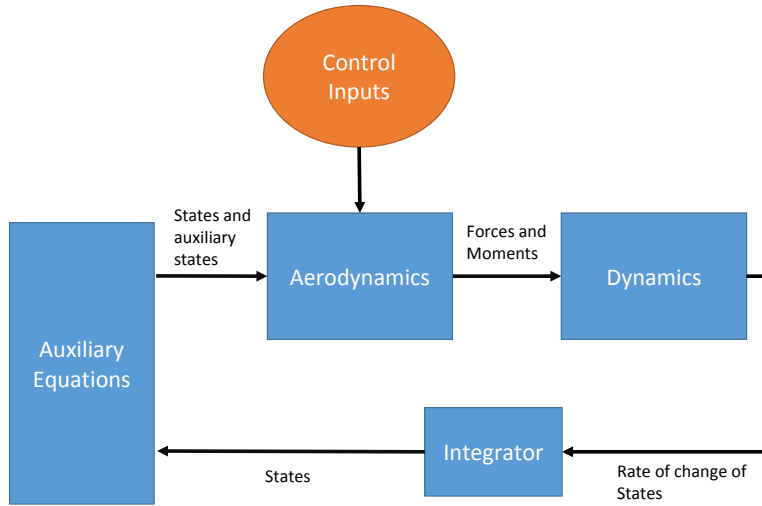 Control
Inputs
States and
auxiliary
states
Aerodynamics
Forces and
Moments
Dynamics
Auxiliary
Equations
Integrator
States
Rate of change of
States